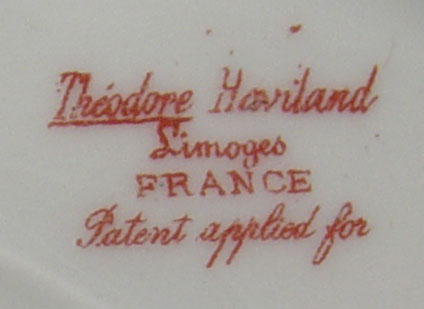 Théodore Haviland
Limoges
FRANCE
Patent applied for